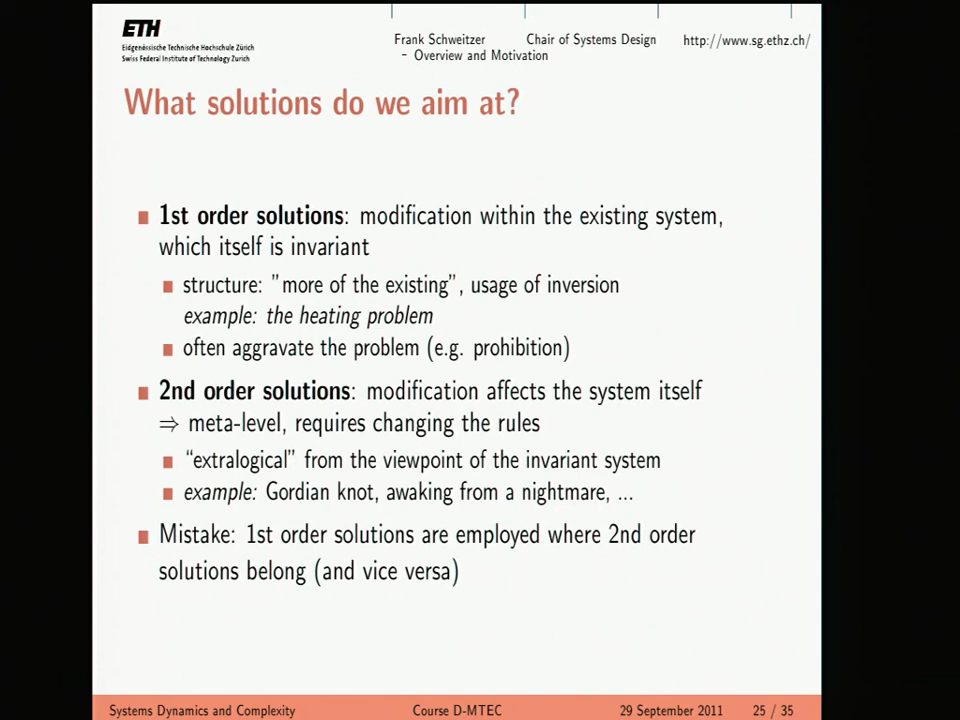 ETH
Eidgenössische Technische Hochschule Zürich
Swiss Federal Institute of Technology Zurich
Frank Schweitzer Chair of Systems Design http://www.sg.ethz.ch/
– Overview and Motivation
What solutions do we aim at?
1st order solutions: modification within the existing system,
which itself is invariant
structure: ”more of the existing”, usage of inversion
example: the heating problem
often aggravate the problem (e.g. prohibition)
2nd order solutions: modification affects the system itself
⇒ meta-level, requires changing the rules
“extralogical” from the viewpoint of the invariant system
example: Gordian knot, awaking from a nightmare, ...
Mistake: 1st order solutions are employed where 2nd order
solutions belong (and vice versa)
Systems Dynamics and Complexity Course D-MTEC 29 September 2011 25 / 35